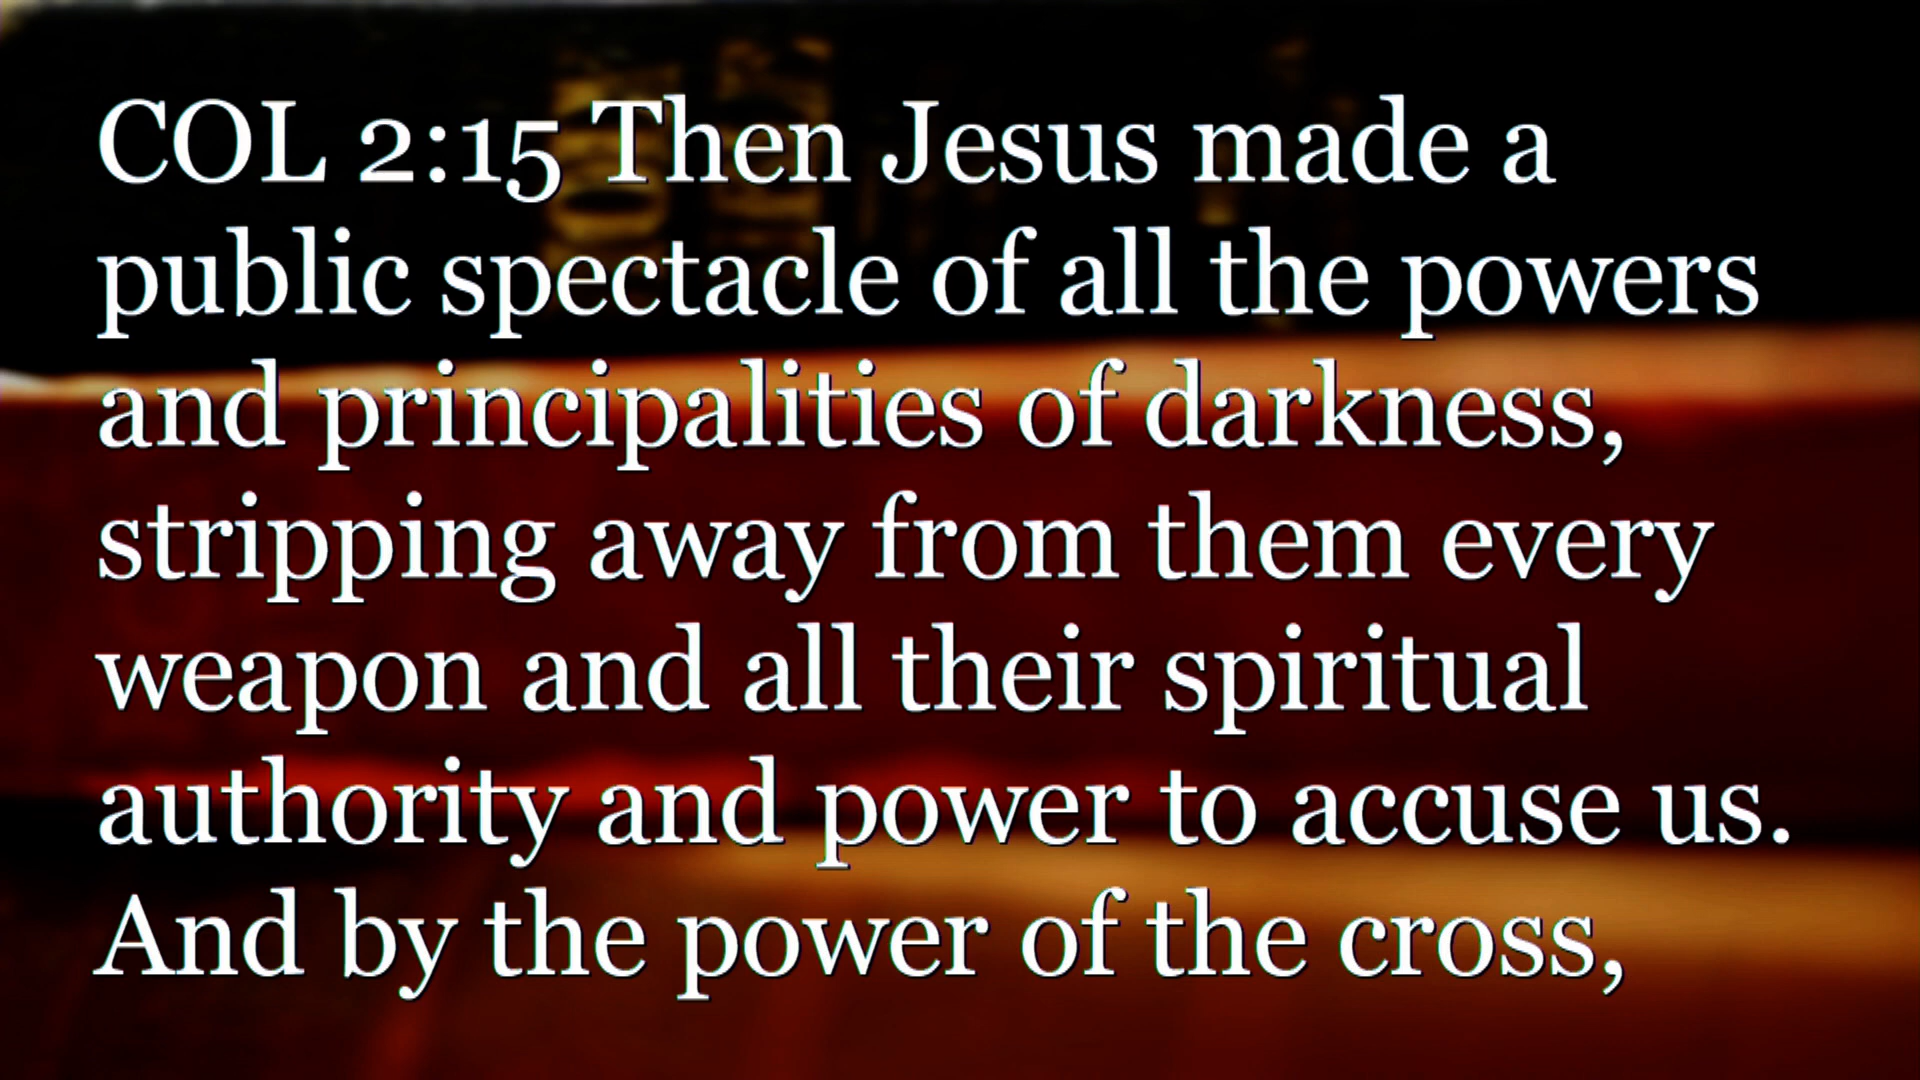 COL 2:15 Then Jesus made a
public spectacle of all the powers
and principalities of darkness,
stripping away from them every
weapon and all their spiritual
authority and power to accuse us.
And by the power of the cross,